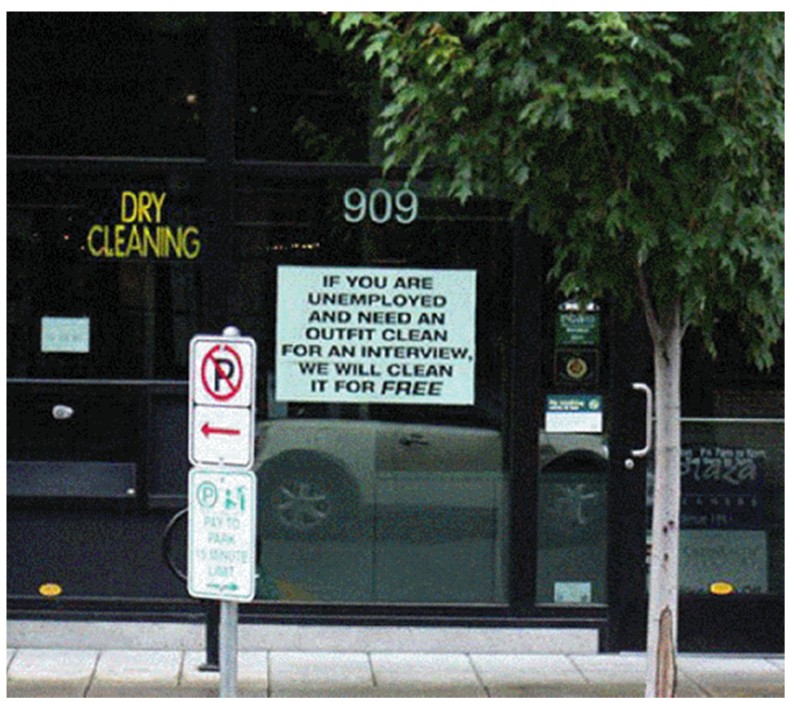 DRY
CLEANING
909
IF YOU ARE
UNEMPLOYED
AND NEED AN
OUTFIT CLEAN
FOR AN INTERVIEW,
WE WILL CLEAN
IT FOR FREE
P
P
PAY TO
PARK
15 MINUTE
LIMIT
Plaza